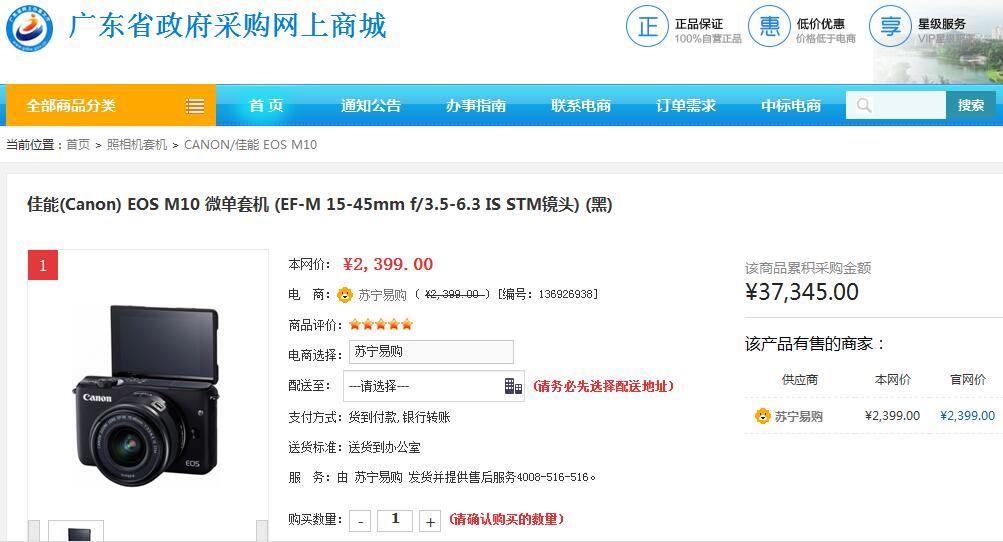 广东省政府采购网上商城
正 正品保证 100%自营正品
惠 低价优惠 价格低于电商
享 星级服务 VIP星级服务
全部商品分类 首页 通知公告 办事指南 联系电商 订单需求 中标电商 搜索
当前位置：首页 > 照相机套机 > CANON/佳能 EOS M10
佳能(Canon) EOS M10 微单套机 (EF-M 15-45mm f/3.5-6.3 IS STM镜头) (黑)
1
Canon
EOS
本网价： ¥2,399.00
电 商： 苏宁易购 ( ¥2,399.00 ) [编号：136926938]
商品评价：
电商选择： 苏宁易购
配送至： ---请选择--- (请务必先选择配送地址)
支付方式：货到付款,银行转账
送货标准：送货到办公室
服 务：由 苏宁易购 发货并提供售后服务4008-516-516。
购买数量： - 1 + (请确认购买的数量)
该商品累积采购金额
¥37,345.00
该产品有售的商家：
供应商 本网价 官网价
苏宁易购 ¥2,399.00 ¥2,399.00